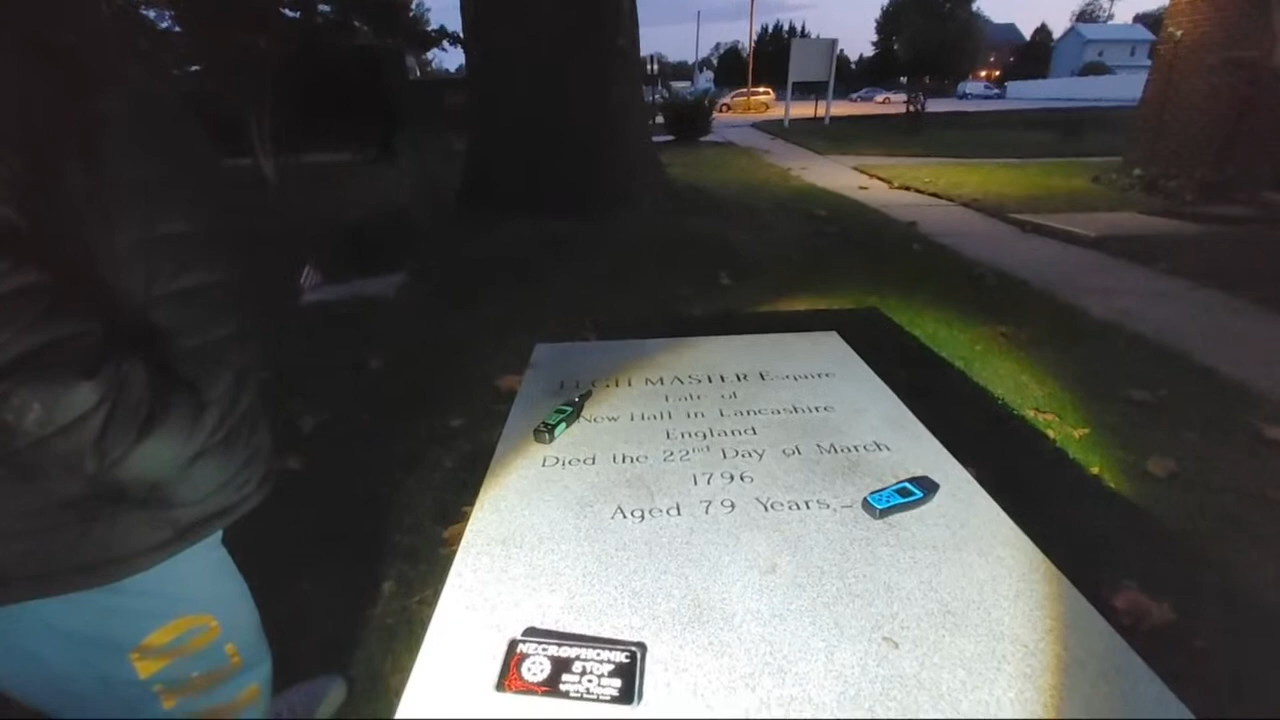 LEGH MASTER Esquire
Late of
New Hall in Lancashire
England
Died the 22nd Day of March
1796
Aged 79 Years,-
NECROPHONIC
STOP